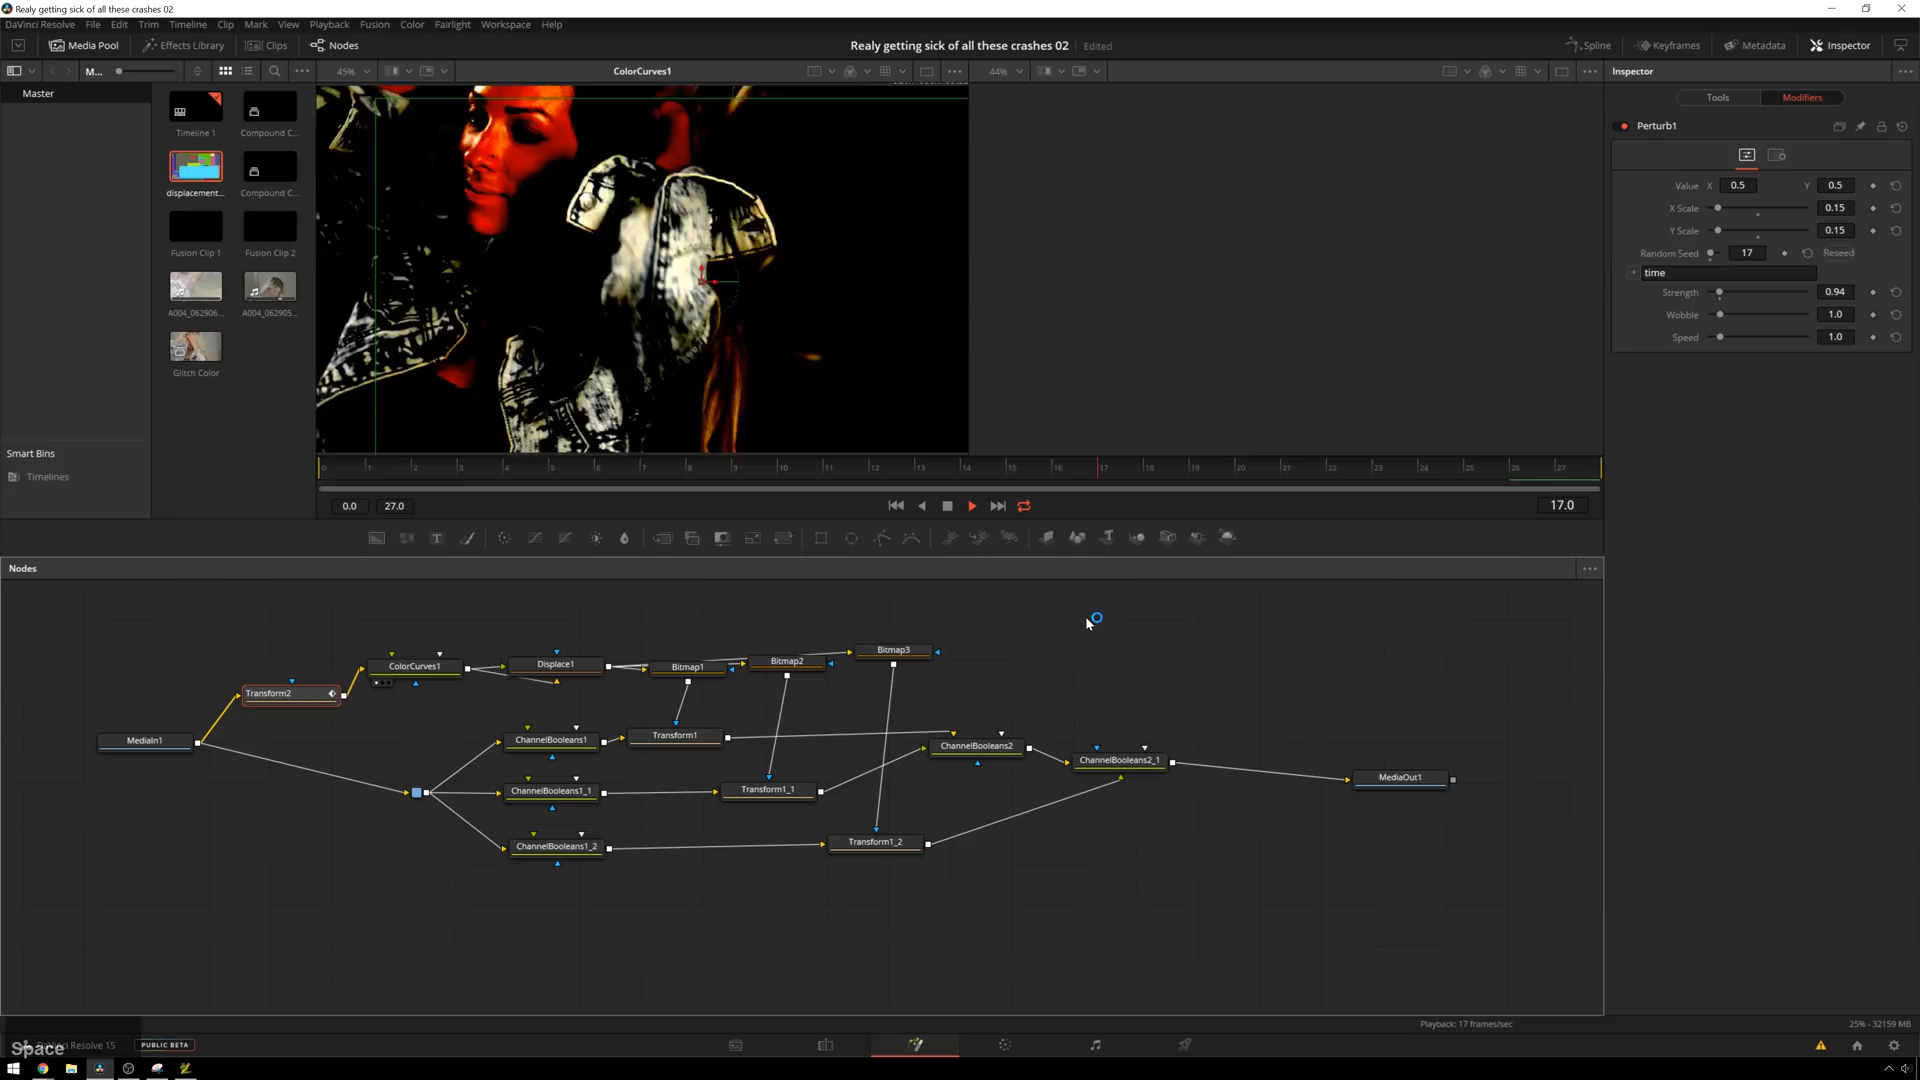 Realy getting sick of all these crashes 02
DaVinci Resolve File Edit Trim Timeline Clip Mark View Playback Fusion Color Fairlight Workspace Help
Media Pool Effects Library Clips Nodes
Realy getting sick of all these crashes 02 Edited
Spline Keyframes Metadata Inspector
M... 45% ColorCurves1 44% Inspector
Master
Timeline 1 Compound C...
displacement... Compound C...
Fusion Clip 1 Fusion Clip 2
A004_062906... A004_062905...
Glitch Color
Smart Bins
Timelines
Tools Modifiers
Perturb1
Value X 0.5 Y 0.5
X Scale 0.15
Y Scale 0.15
Random Seed 17 Reseed
time
Strength 0.94
Wobble 1.0
Speed 1.0
0 1 2 3 4 5 6 7 8 9 10 11 12 13 14 15 16 17 18 19 20 21 22 23 24 25 26 27
0.0 27.0 17.0
Nodes
Bitmap3
Bitmap2
ColorCurves1 Displace1 Bitmap1
Transform2
MediaIn1 ChannelBooleans1 Transform1 ChannelBooleans2
ChannelBooleans2_1
MediaOut1
ChannelBooleans1_1 Transform1_1
ChannelBooleans1_2 Transform1_2
Playback: 17 frames/sec 25% - 32159 MB
Space DaVinci Resolve 15 PUBLIC BETA